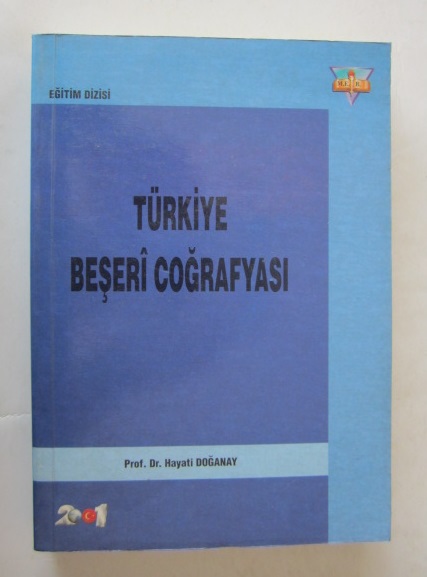 EĞİTİM DİZİSİ
TÜRKİYE
BEŞERÎ COĞRAFYASI
Prof. Dr. Hayati DOĞANAY
2001